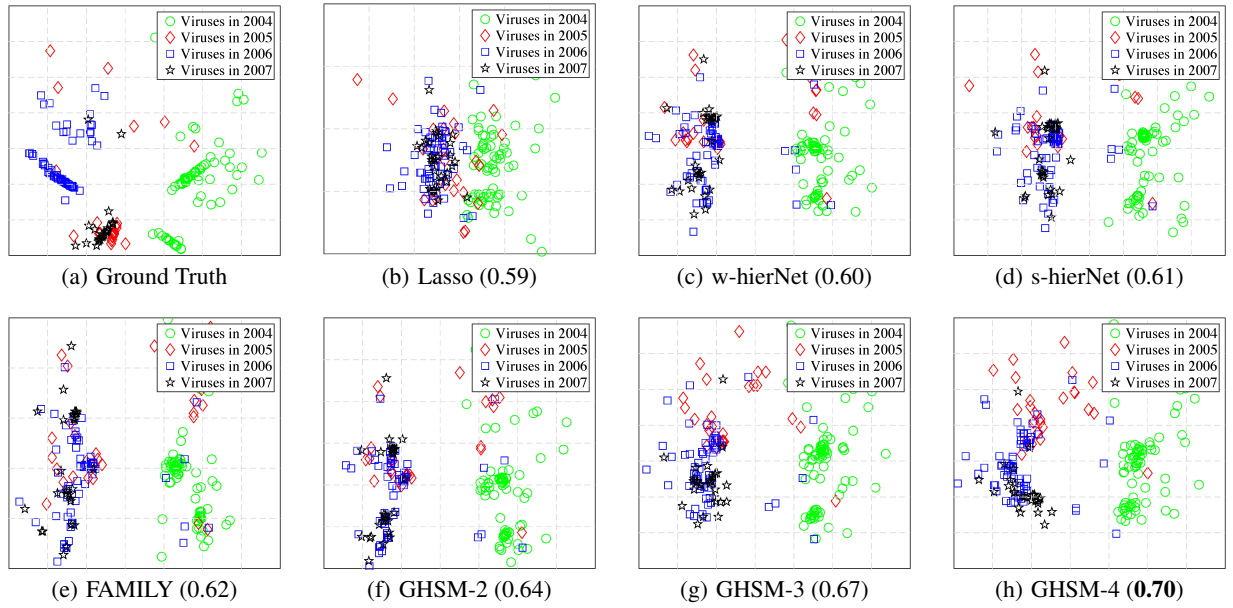 Viruses in 2004
Viruses in 2005
Viruses in 2006
Viruses in 2007
(a) Ground Truth
Viruses in 2004
Viruses in 2005
Viruses in 2006
Viruses in 2007
(b) Lasso (0.59)
Viruses in 2004
Viruses in 2005
Viruses in 2006
Viruses in 2007
(c) w-hierNet (0.60)
Viruses in 2004
Viruses in 2005
Viruses in 2006
Viruses in 2007
(d) s-hierNet (0.61)
Viruses in 2004
Viruses in 2005
Viruses in 2006
Viruses in 2007
(e) FAMILY (0.62)
Viruses in 2004
Viruses in 2005
Viruses in 2006
Viruses in 2007
(f) GHSM-2 (0.64)
Viruses in 2004
Viruses in 2005
Viruses in 2006
Viruses in 2007
(g) GHSM-3 (0.67)
Viruses in 2004
Viruses in 2005
Viruses in 2006
Viruses in 2007
(h) GHSM-4 (0.70)